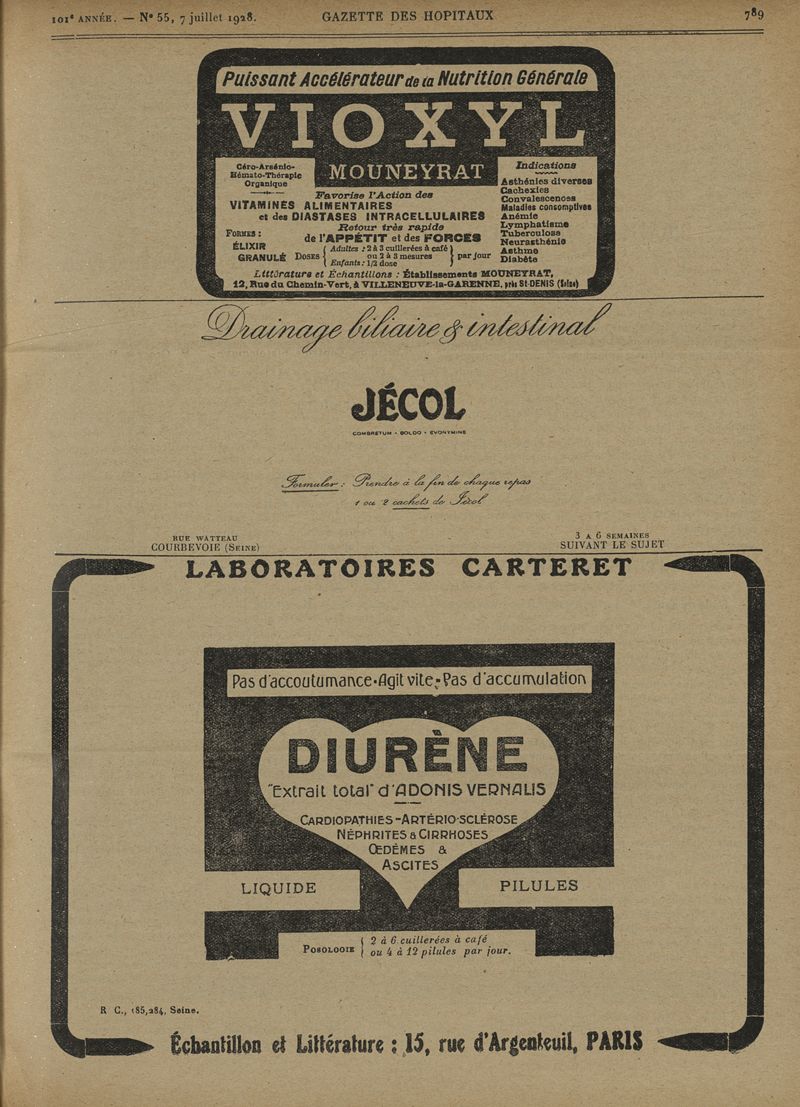 101e ANNÉE. — N° 55, 7 juillet 1928. GAZETTE DES HOPITAUX 789
Puissant Accélérateur de la Nutrition Générale
VIOXYL
MOUNEYRAT
Céro-Arsénio-
Hémato-Thérapie
Organique
Favorise l'Action des
VITAMINES ALIMENTAIRES
et des DIASTASES INTRACELLULAIRES
Retour très rapide
de l'APPÉTIT et des FORCES
FORMES :
ÉLIXIR
GRANULÉ
DOSES
Adultes : 2 à 3 cuillerées à café
ou 2 à 3 mesures
Enfants : 1/2 dose
par jour
Indications
Asthénies diverses
Cachexies
Convalescences
Maladies consomptives
Anémie
Lymphatisme
Tuberculose
Neurasthénie
Asthme
Diabète
Littérature et Échantillons : Établissements MOUNEYRAT,
12, Rue du Chemin-Vert, à VILLENEUVE-la-GARENNE, près St-DENIS (Seine)
Drainage biliaire & intestinal
JÉCOL
COMBRETUM - BOLDO - EVONYMINE
Formuler : Prendre à la fin de chaque repas
1 ou 2 cachets de Jécol
RUE WATTEAU
COURBEVOIE (SEINE)
3 A 6 SEMAINES
SUIVANT LE SUJET
LABORATOIRES CARTERET
Pas d'accoutumance - Agit vite - Pas d'accumulation
DIURÈNE
"Extrait total" d'ADONIS VERNALIS
CARDIOPATHIES - ARTÉRIO-SCLÉROSE
NÉPHRITES & CIRRHOSES
ŒDÈMES &
ASCITES
LIQUIDE
PILULES
POSOLOGIE
2 à 6 cuillerées à café
ou 4 à 12 pilules par jour.
R C., 185,284, Seine.
Échantillon et Littérature : 15, rue d'Argenteuil, PARIS